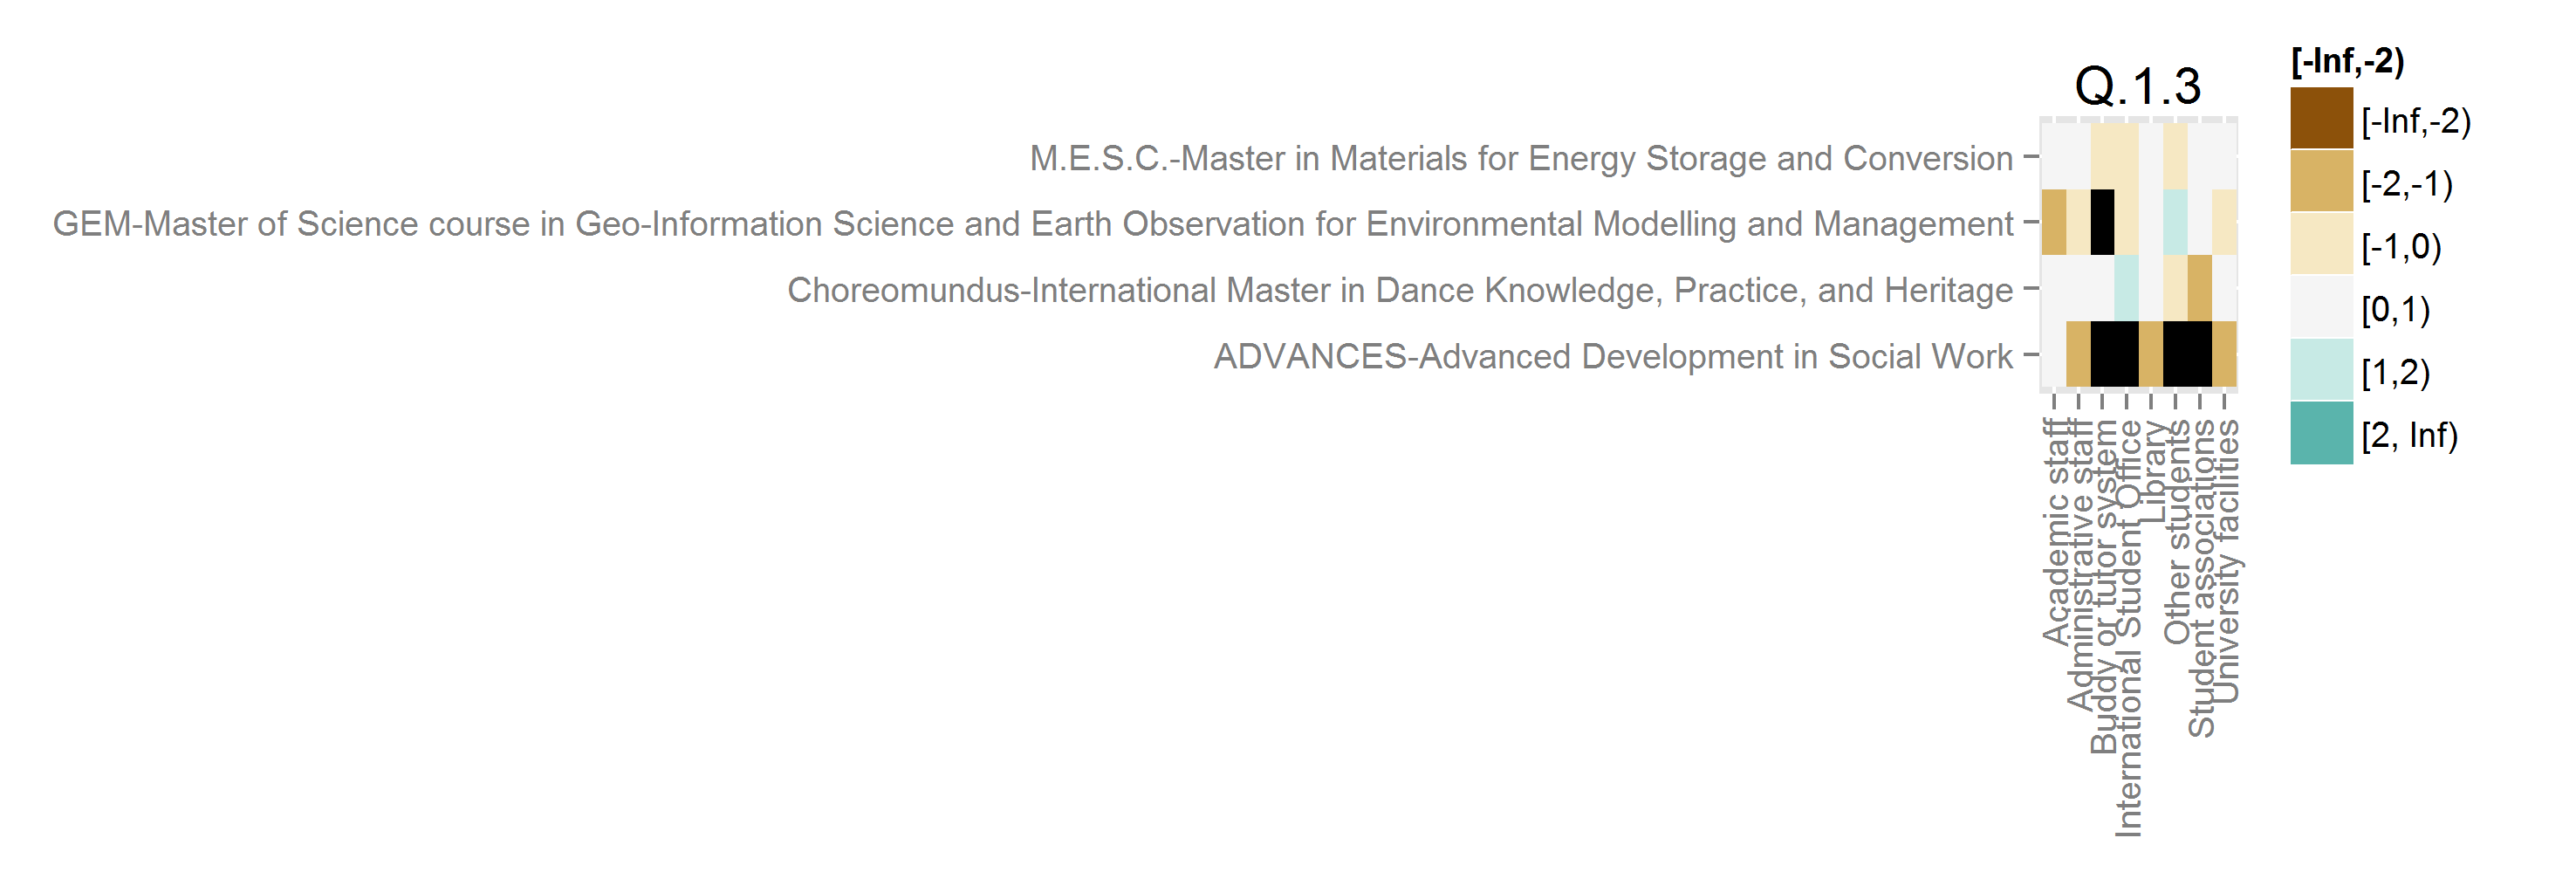 Q.1.3
M.E.S.C.-Master in Materials for Energy Storage and Conversion
GEM-Master of Science course in Geo-Information Science and Earth Observation for Environmental Modelling and Management
Choreomundus-International Master in Dance Knowledge, Practice, and Heritage
ADVANCES-Advanced Development in Social Work
Academic staff
Administrative staff
Buddy or tutor system
International Student Office
Library
Other students
Student associations
University facilities
[-Inf,-2)
[-Inf,-2)
[-2,-1)
[-1,0)
[0,1)
[1,2)
[2, Inf)